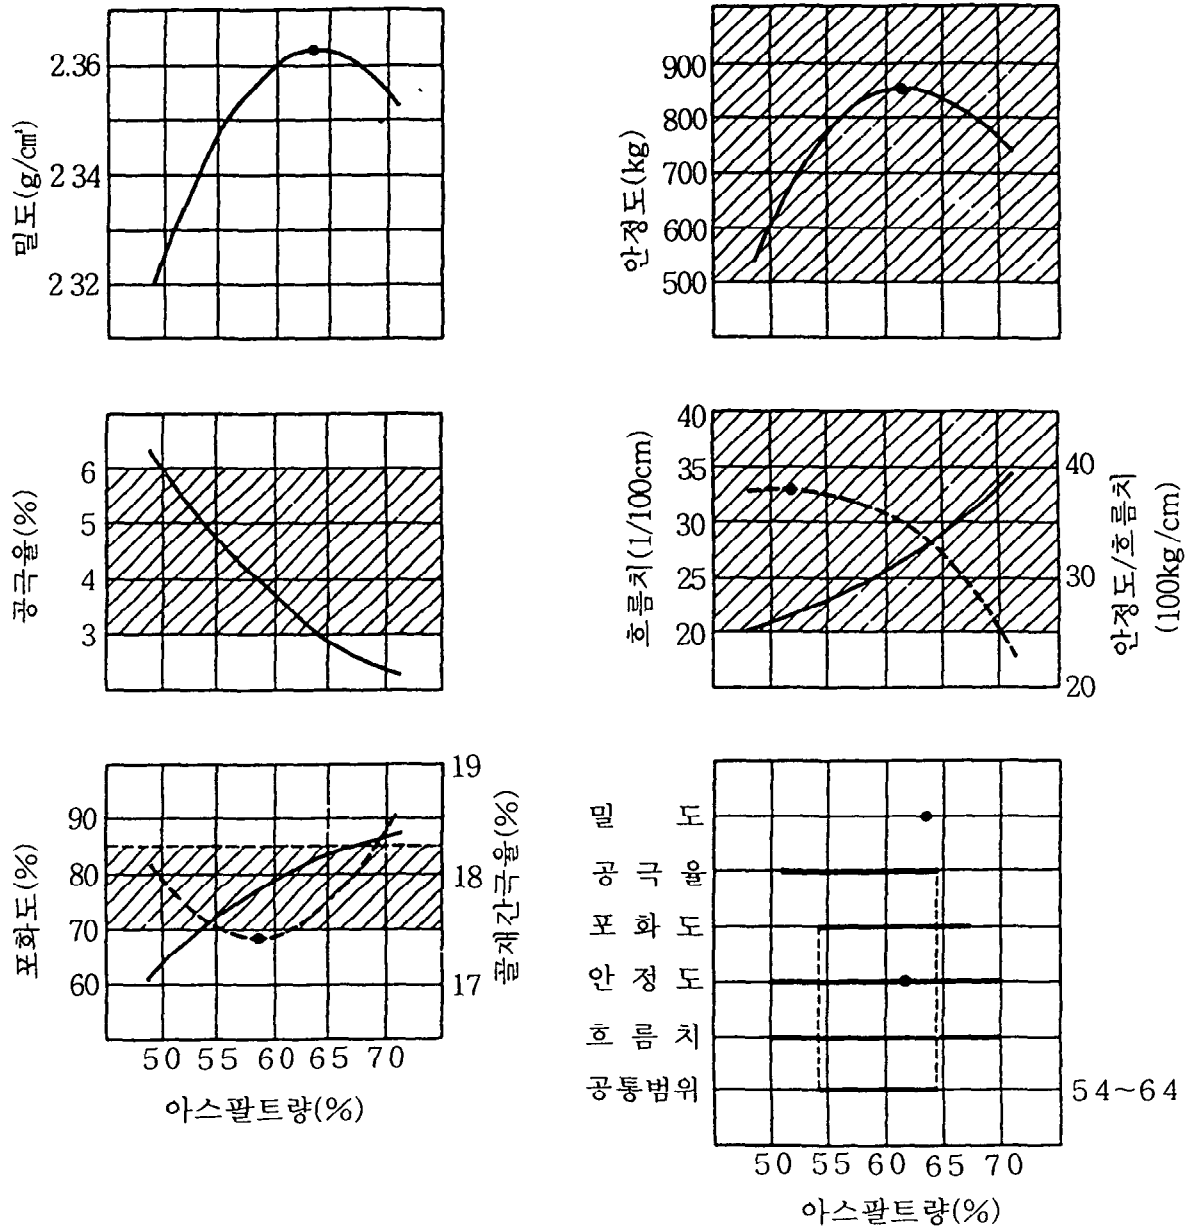 밀도(g/cm³)
2.36
2 34
2 32
안정도(kg)
900
800
700
600
500
공극율(%)
6
5
4
3
흐름치(1/100cm)
40
35
30
25
20
40
30
20
안정도/흐름치
(100kg/cm)
포화도(%)
90
80
70
60
19
18
17
골재간극율(%)
50 55 60 65 70
아스팔트량(%)
밀 도
공 극 율
포 화 도
안 정 도
흐 름 치
공통범위
54~64
50 55 60 65 70
아스팔트량(%)